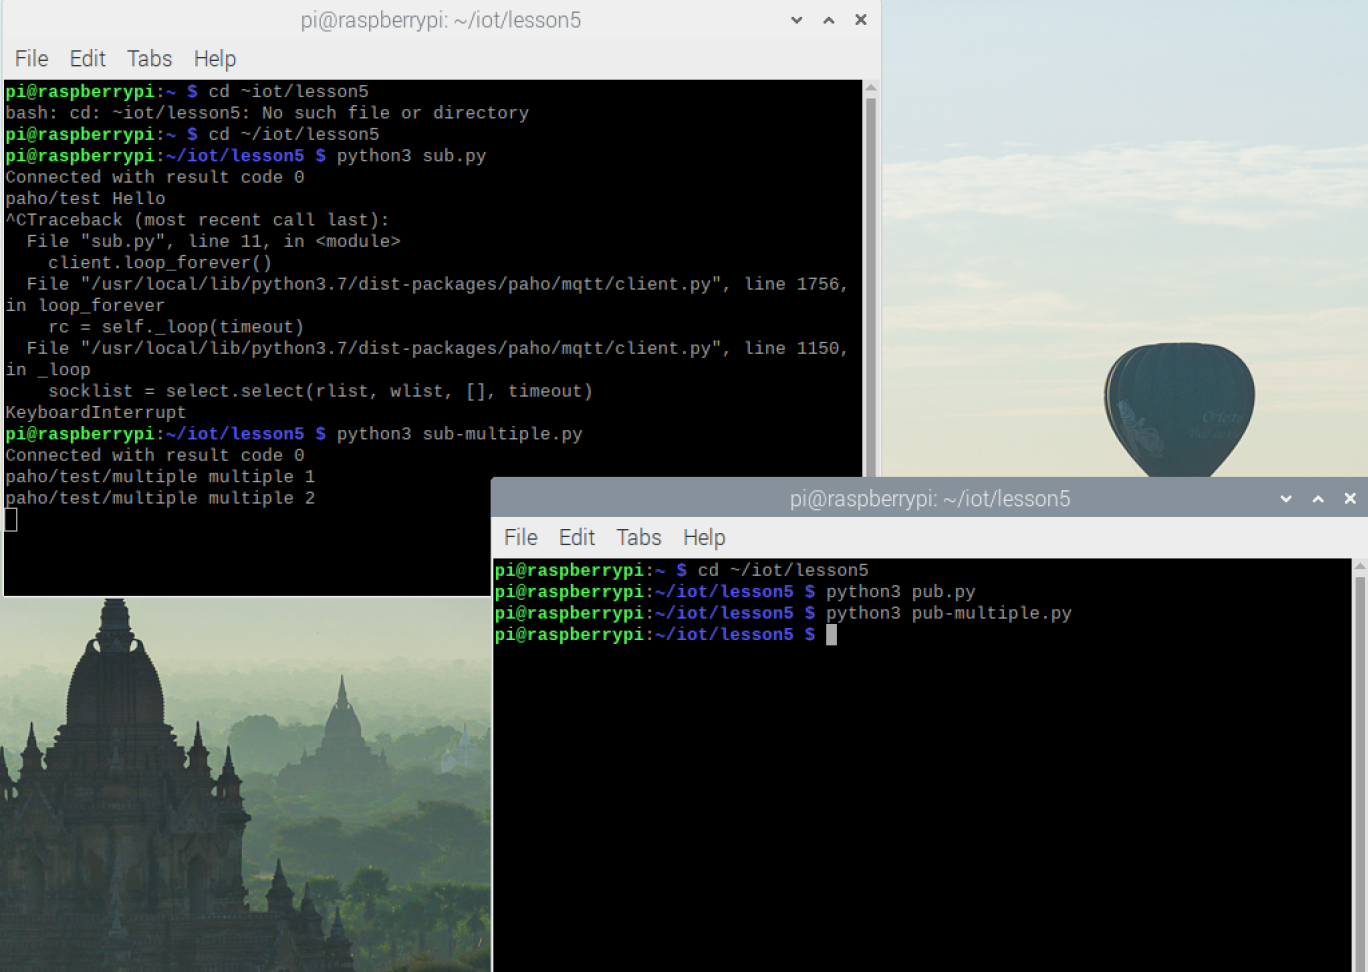 pi@raspberrypi: ~/iot/lesson5
File Edit Tabs Help
pi@raspberrypi:~ $ cd ~iot/lesson5
bash: cd: ~iot/lesson5: No such file or directory
pi@raspberrypi:~ $ cd ~/iot/lesson5
pi@raspberrypi:~/iot/lesson5 $ python3 sub.py
Connected with result code 0
paho/test Hello
^CTraceback (most recent call last):
  File "sub.py", line 11, in <module>
    client.loop_forever()
  File "/usr/local/lib/python3.7/dist-packages/paho/mqtt/client.py", line 1756,
in loop_forever
    rc = self._loop(timeout)
  File "/usr/local/lib/python3.7/dist-packages/paho/mqtt/client.py", line 1150,
in _loop
    socklist = select.select(rlist, wlist, [], timeout)
KeyboardInterrupt
pi@raspberrypi:~/iot/lesson5 $ python3 sub-multiple.py
Connected with result code 0
paho/test/multiple multiple 1
paho/test/multiple multiple 2
pi@raspberrypi: ~/iot/lesson5
File Edit Tabs Help
pi@raspberrypi:~ $ cd ~/iot/lesson5
pi@raspberrypi:~/iot/lesson5 $ python3 pub.py
pi@raspberrypi:~/iot/lesson5 $ python3 pub-multiple.py
pi@raspberrypi:~/iot/lesson5 $